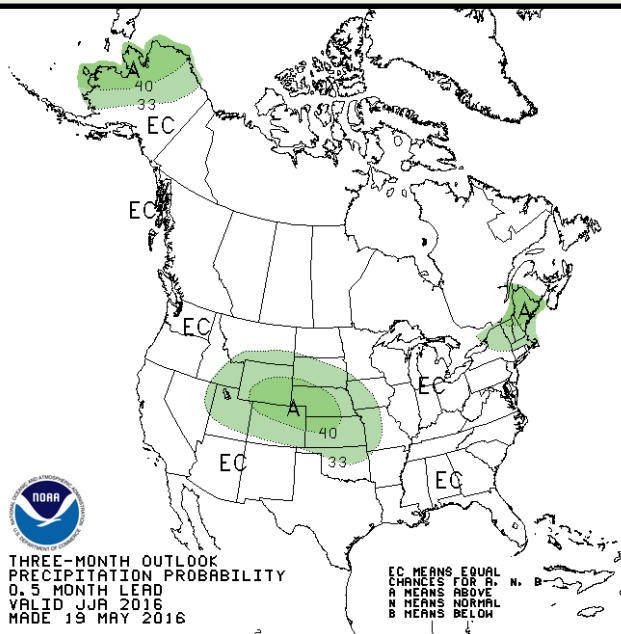 A
40
33
EC
EC
EC
A
EC
A
40
EC
33
EC
NATIONAL OCEANIC AND ATMOSPHERIC ADMINISTRATION
NOAA
U.S. DEPARTMENT OF COMMERCE
THREE-MONTH OUTLOOK
PRECIPITATION PROBABILITY
0.5 MONTH LEAD
VALID JJA 2016
MADE 19 MAY 2016
EC MEANS EQUAL
CHANCES FOR A, N, B
A MEANS ABOVE
N MEANS NORMAL
B MEANS BELOW